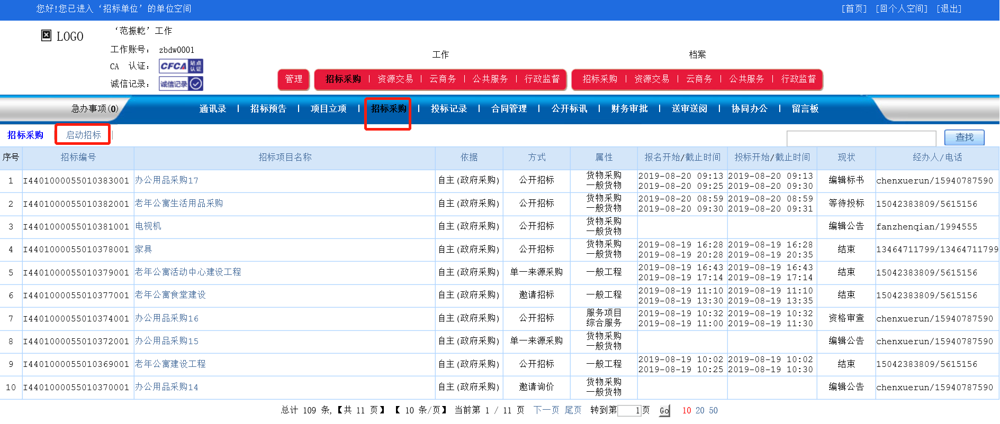 您好!您已进入‘招标单位’的单位空间 [首页] [回个人空间] [退出]
LOGO
‘范振乾’工作
工作账号： zbdw0001
CA 认证： CFCA 站点认证
诚信记录： 诚信记录
工作 档案
管理 招标采购 | 资源交易 | 云商务 | 公共服务 | 行政监督 招标采购 | 资源交易 | 云商务 | 公共服务 | 行政监督
急办事项(0) 通讯录 | 招标预告 | 项目立项 | 招标采购 | 投标记录 | 合同管理 | 公开标讯 | 财务审批 | 送审送阅 | 协同办公 | 留言板
招标采购 | 启动招标 | 查找
序号 招标编号 招标项目名称 依据 方式 属性 报名开始/截止时间 投标开始/截止时间 现状 经办人/电话
1 I4401000055010383001 办公用品采购17 自主(政府采购) 公开招标 货物采购 一般货物 2019-08-20 09:13 2019-08-20 09:25 2019-08-20 09:13 2019-08-20 09:30 编辑标书 chenxuerun/15940787590
2 I4401000055010382001 老年公寓生活用品采购 自主(政府采购) 公开招标 货物采购 一般货物 2019-08-20 08:59 2019-08-20 09:30 2019-08-20 08:59 2019-08-20 09:31 等待投标 15042383809/5615156
3 I4401000055010381001 电视机 自主(政府采购) 公开招标 货物采购 一般货物 编辑公告 fanzhenqian/1994555
4 I4401000055010378001 家具 自主(政府采购) 公开招标 货物采购 一般货物 2019-08-19 16:28 2019-08-19 20:28 2019-08-19 16:28 2019-08-19 20:35 结束 13464711799/13464711799
5 I4401000055010379001 老年公寓活动中心建设工程 自主(政府采购) 单一来源采购 一般工程 2019-08-19 16:43 2019-08-19 17:14 2019-08-19 16:43 2019-08-19 17:14 结束 15042383809/5615156
6 I4401000055010377001 老年公寓食堂建设 自主(政府采购) 邀请招标 一般工程 2019-08-19 11:10 2019-08-19 13:30 2019-08-19 11:10 2019-08-19 13:35 结束 15042383809/5615156
7 I4401000055010374001 办公用品采购16 自主(政府采购) 公开招标 服务项目 综合服务 2019-08-19 10:32 2019-08-19 11:00 2019-08-19 10:32 2019-08-19 11:30 资格审查 chenxuerun/15940787590
8 I4401000055010372001 办公用品采购15 自主(政府采购) 单一来源采购 货物采购 一般货物 编辑公告 chenxuerun/15940787590
9 I4401000055010369001 老年公寓建设工程 自主(政府采购) 公开招标 一般工程 2019-08-19 10:02 2019-08-19 10:25 2019-08-19 10:02 2019-08-19 10:30 结束 15042383809/5615156
10 I4401000055010370001 办公用品采购14 自主(政府采购) 邀请询价 货物采购 一般货物 编辑公告 chenxuerun/15940787590
总计 109 条,【共 11 页】 【 10 条/页】 当前第 1 / 11 页 下一页 尾页 转到第 1 页 Go 10 20 50